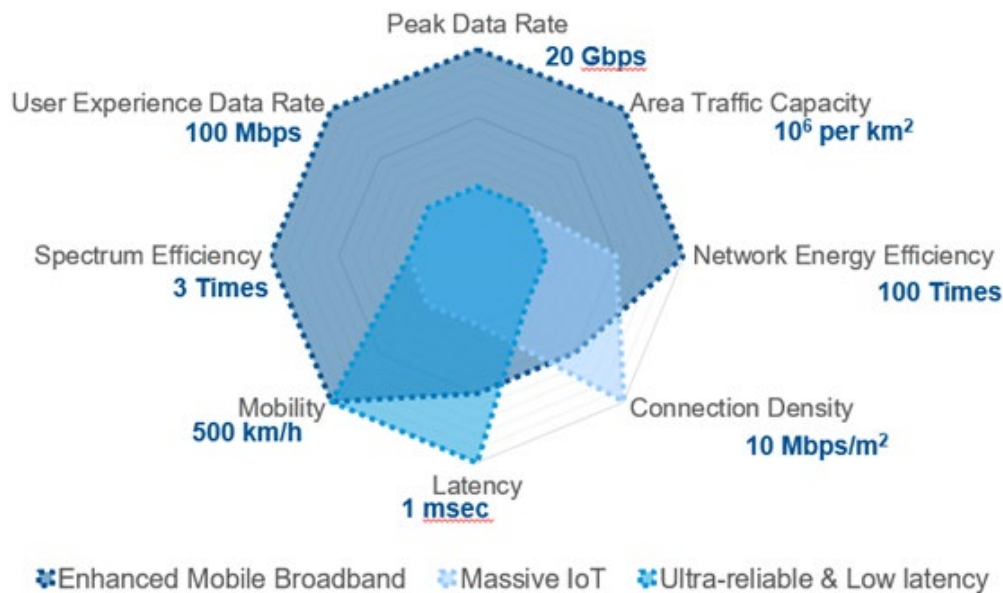 Peak Data Rate
20 Gbps
User Experience Data Rate
100 Mbps
Area Traffic Capacity
10⁶ per km²
Spectrum Efficiency
3 Times
Network Energy Efficiency
100 Times
Mobility
500 km/h
Connection Density
10 Mbps/m²
Latency
1 msec
Enhanced Mobile Broadband Massive IoT Ultra-reliable & Low latency